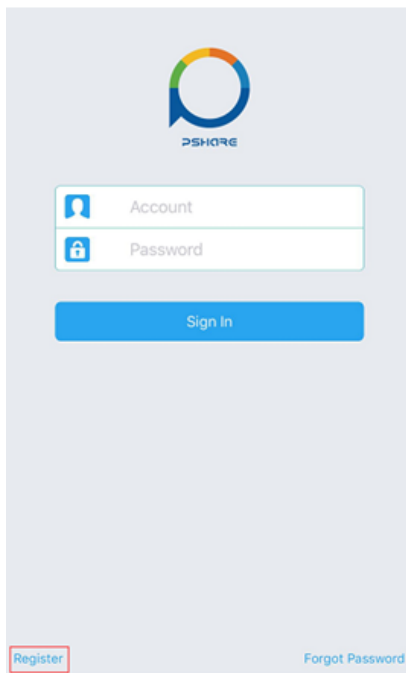 PSHARE
Account
Password
Sign In
Register
Forgot Password